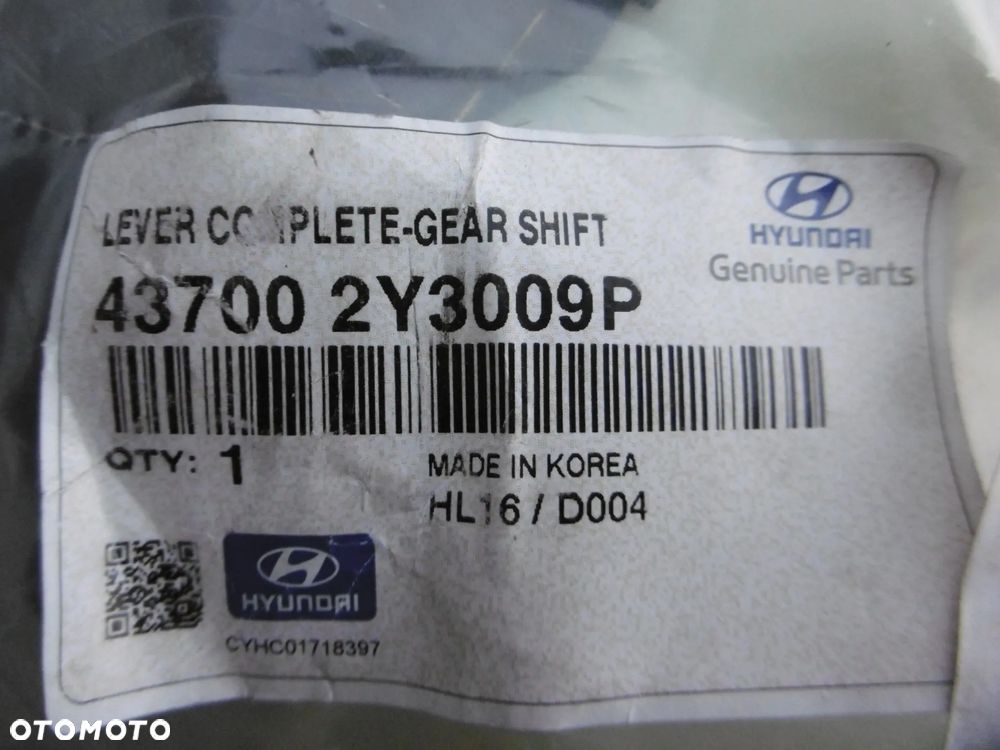 LEVER COMPLETE-GEAR SHIFT
HYUNDAI
Genuine Parts
43700 2Y3009P
QTY: 1
MADE IN KOREA
HL16 / D004
HYUNDAI
CYHC01718397
OTOMOTO